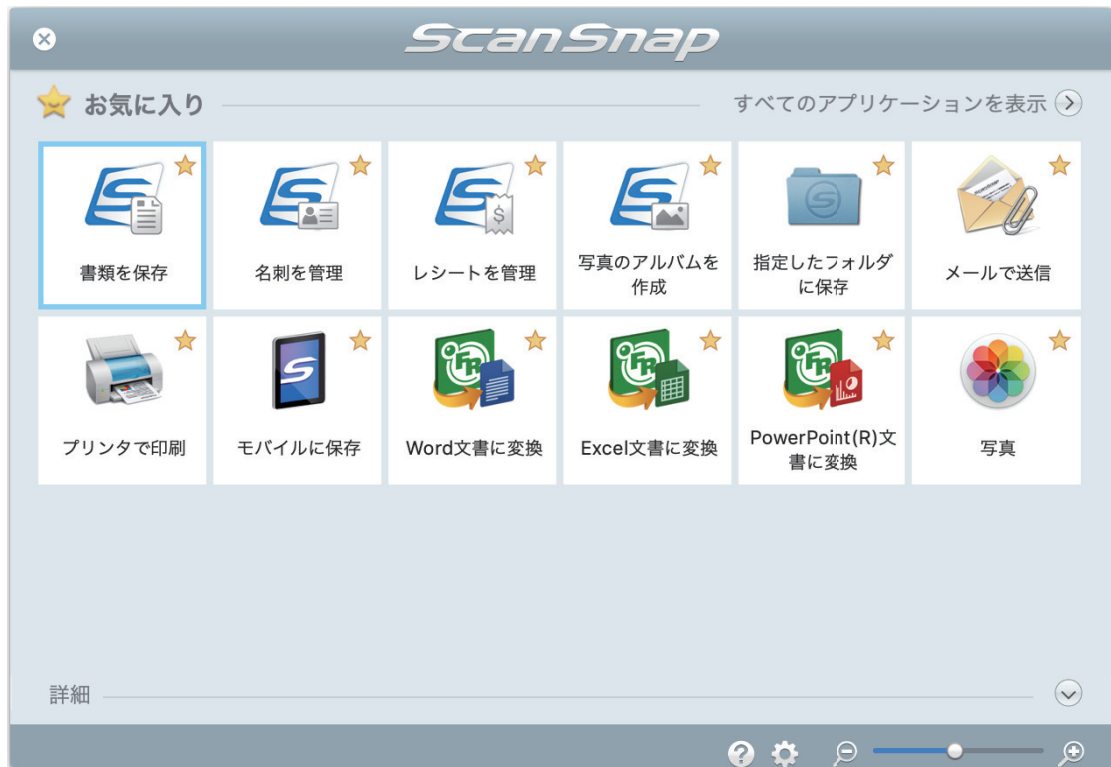 ScanSnap
お気に入り
すべてのアプリケーションを表示
書類を保存
名刺を管理
レシートを管理
写真のアルバムを
作成
指定したフォルダ
に保存
メールで送信
プリンタで印刷
モバイルに保存
Word文書に変換
Excel文書に変換
PowerPoint(R)文
書に変換
写真
詳細